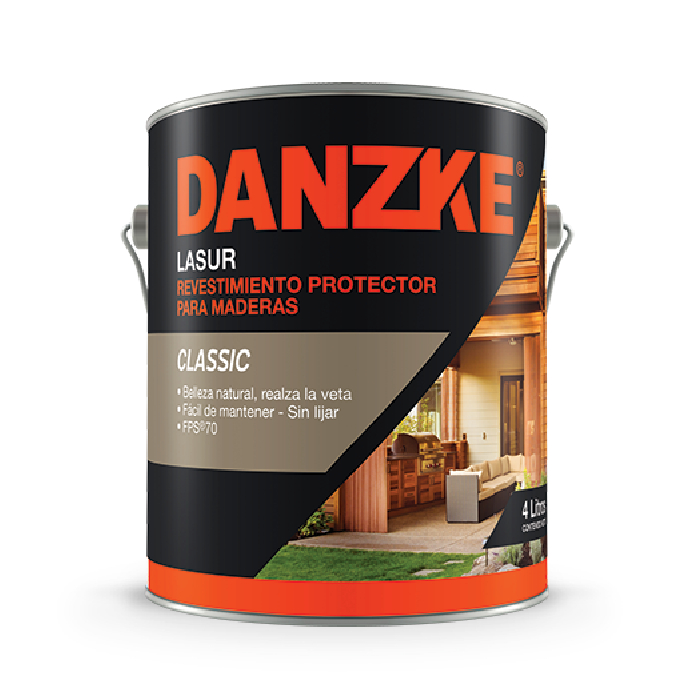 DANZKE®
LASUR
REVESTIMIENTO PROTECTOR
PARA MADERAS
CLASSIC
• Belleza natural, realza la veta
• Fácil de mantener - Sin lijar
• FPS®70
4 Litros